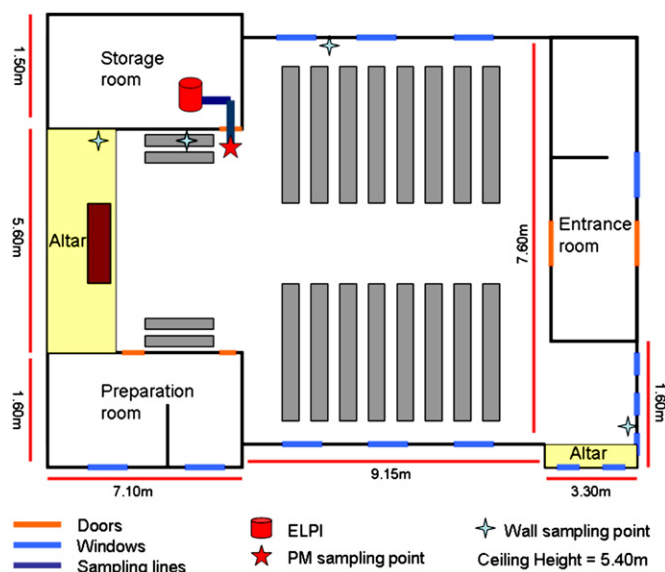 1.50m
Storage
room
5.60m
Altar
7.60m
Entrance
room
1.60m
Preparation
room
1.60m
Altar
7.10m
9.15m
3.30m
Doors
Windows
Sampling lines
ELPI
PM sampling point
Wall sampling point
Ceiling Height = 5.40m